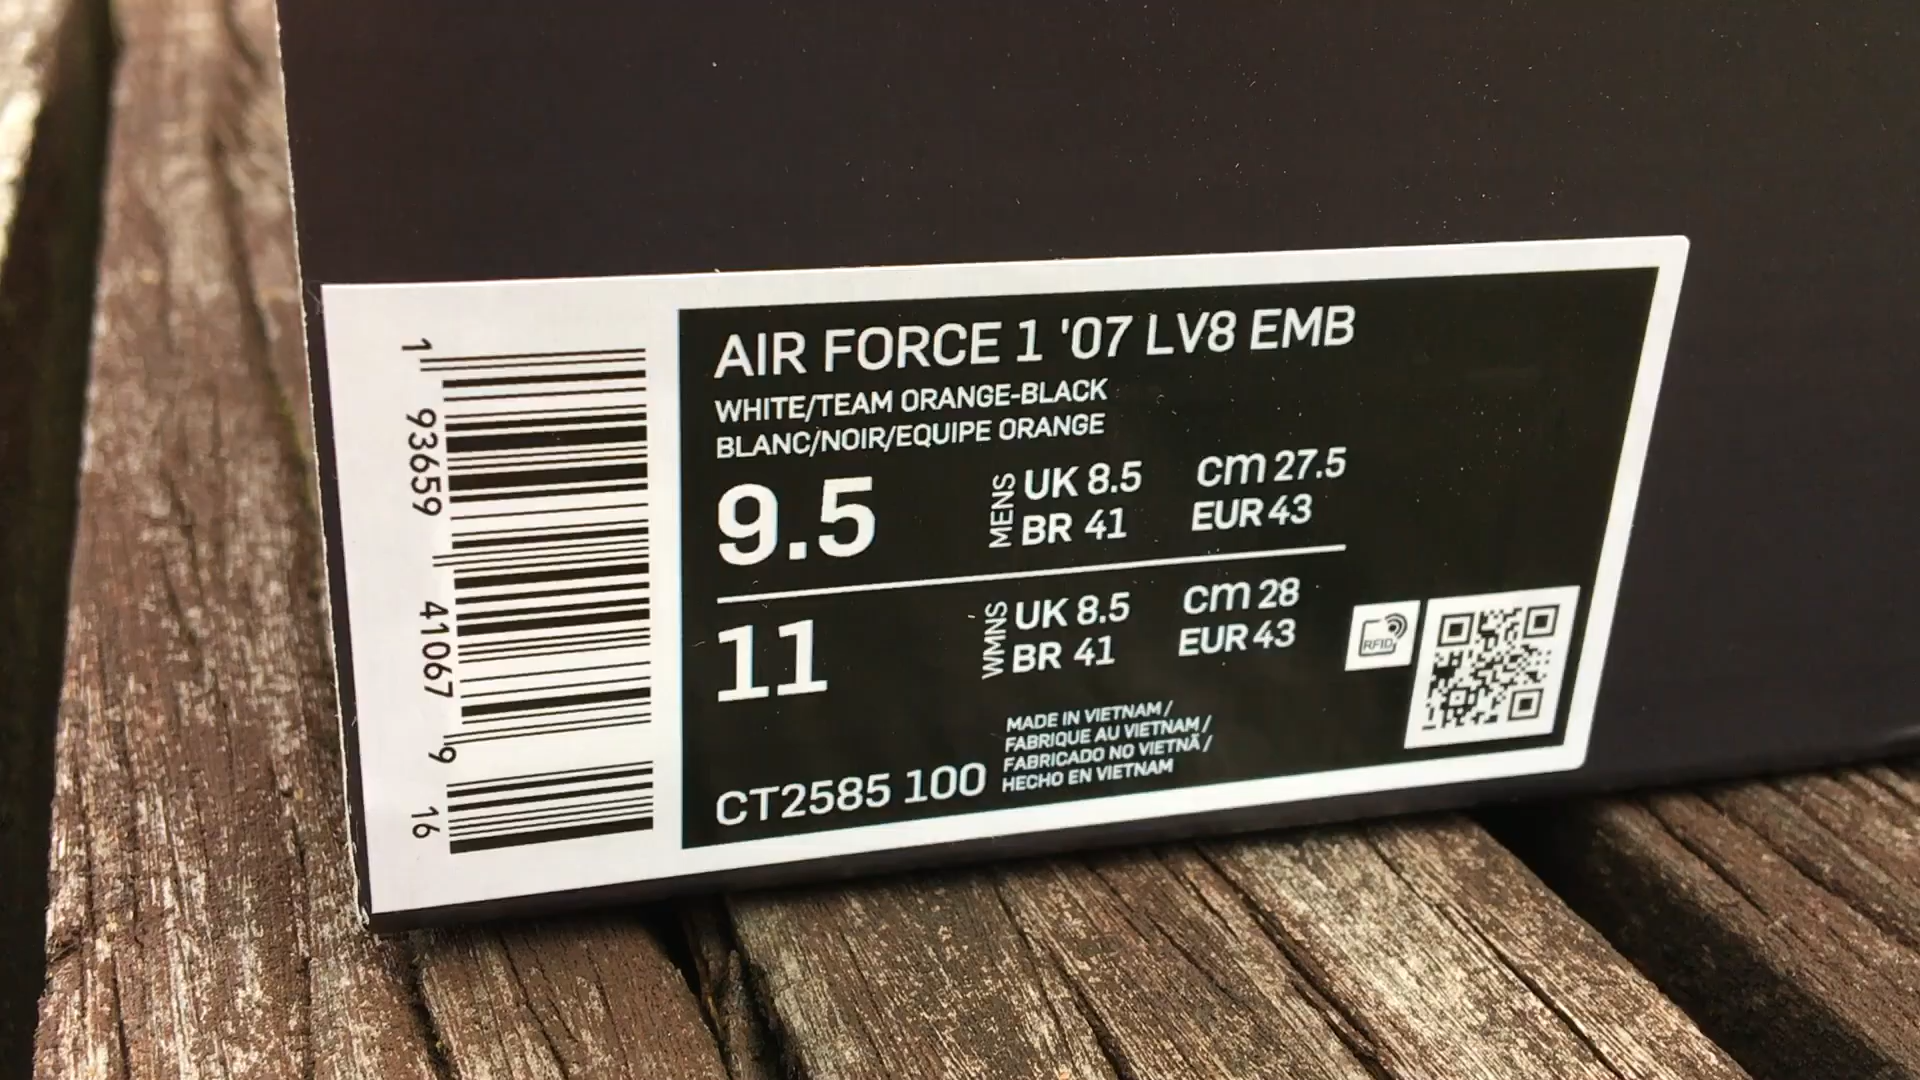 1 93659 41067 9 16
AIR FORCE 1 '07 LV8 EMB
WHITE/TEAM ORANGE-BLACK
BLANC/NOIR/EQUIPE ORANGE
9.5 MENS UK 8.5 cm 27.5
BR 41 EUR 43
11 WMNS UK 8.5 cm 28
BR 41 EUR 43
RFID
CT2585 100
MADE IN VIETNAM /
FABRIQUE AU VIETNAM /
FABRICADO NO VIETNÃ /
HECHO EN VIETNAM